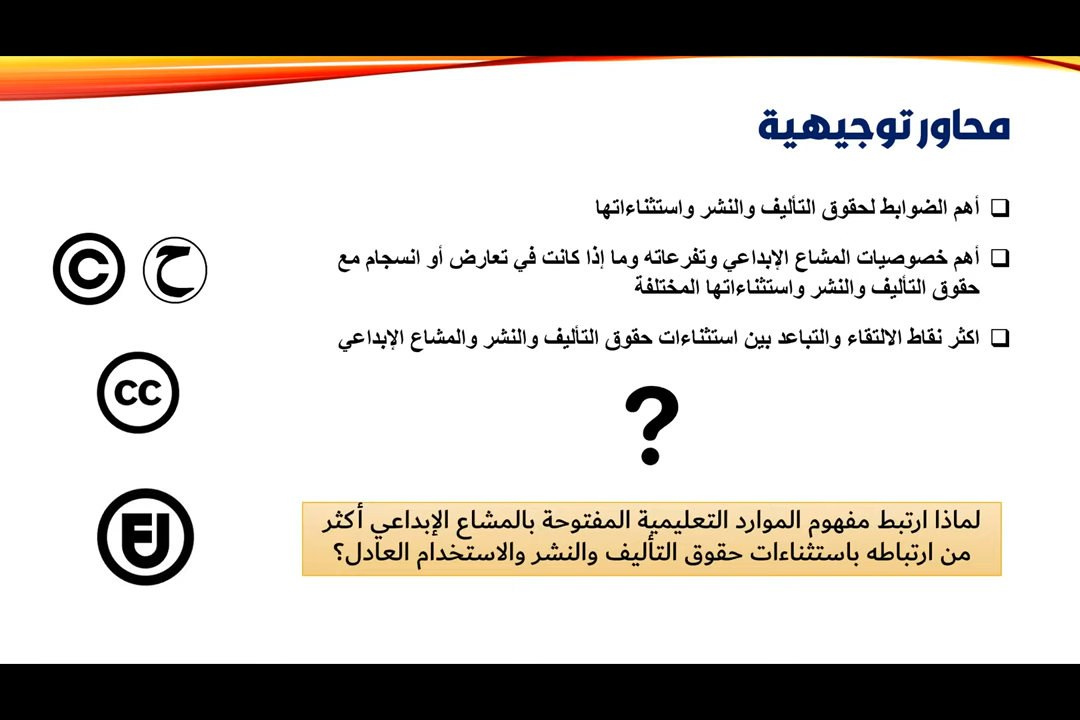 محاور توجيهية
أهم الضوابط لحقوق التأليف والنشر واستثناءاتها
أهم خصوصيات المشاع الإبداعي وتفرعاته وما إذا كانت في تعارض أو انسجام مع
حقوق التأليف والنشر واستثناءاتها المختلفة
اكثر نقاط الالتقاء والتباعد بين استثناءات حقوق التأليف والنشر والمشاع الإبداعي
C ح
cc
?
FU
لماذا ارتبط مفهوم الموارد التعليمية المفتوحة بالمشاع الإبداعي أكثر
من ارتباطه باستثناءات حقوق التأليف والنشر والاستخدام العادل؟